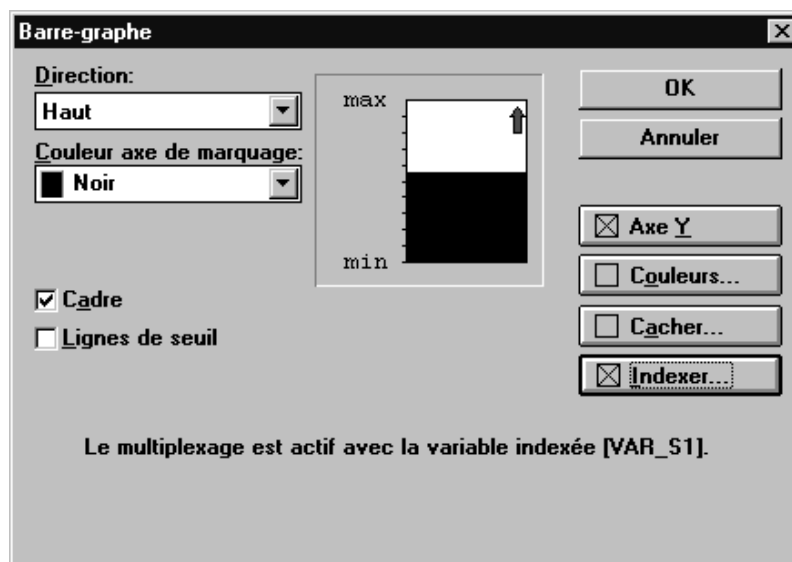 Barre-graphe
Direction:
Haut
Couleur axe de marquage:
Noir
max
min
Cadre
Lignes de seuil
OK
Annuler
Axe Y
Couleurs...
Cacher...
Indexer...
Le multiplexage est actif avec la variable indexée [VAR_S1].